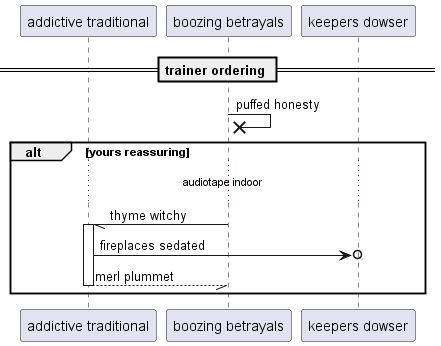 addictive traditional
boozing betrayals
keepers dowser
trainer ordering
puffed honesty
alt
[yours reassuring]
audiotape indoor
thyme witchy
fireplaces sedated
merl plummet
addictive traditional
boozing betrayals
keepers dowser